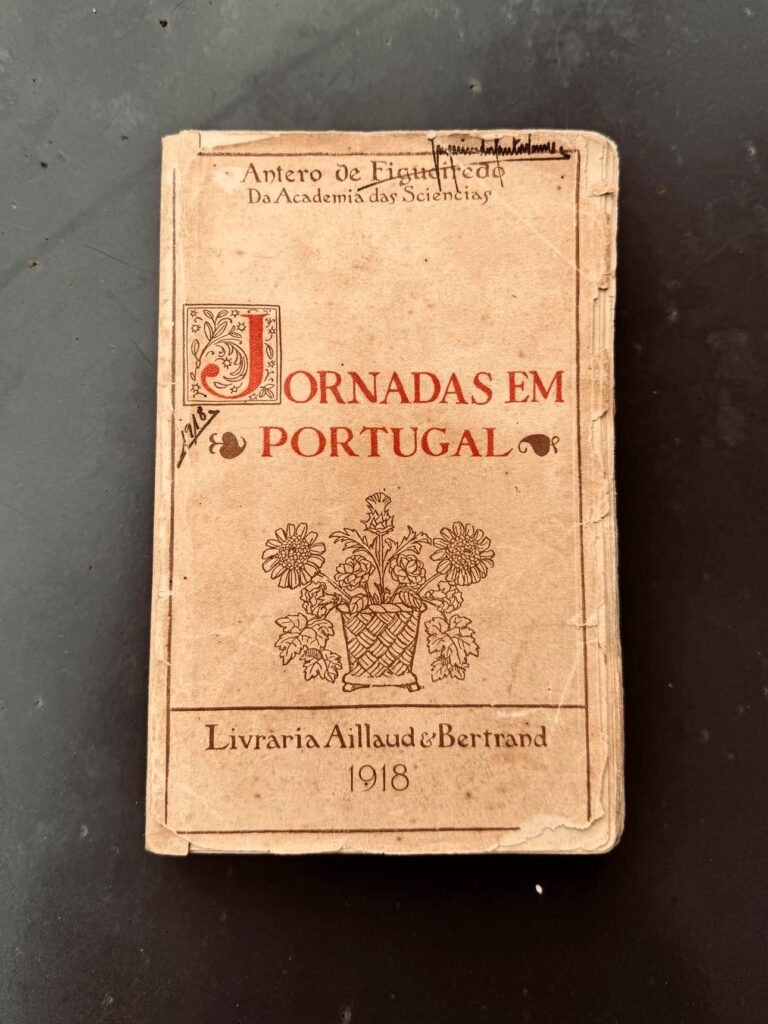 Antero de Figueiredo
Da Academia das Sciencias
JORNADAS EM
PORTUGAL
1918
Livraria Aillaud & Bertrand
1918